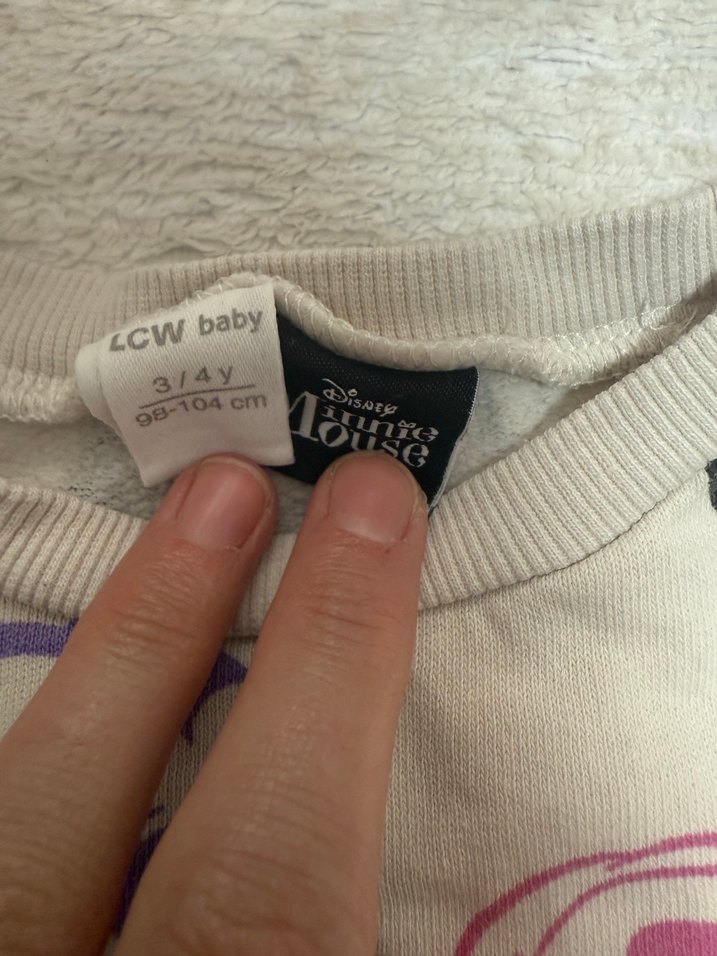 LCW baby
3/4 y
98-104 cm
Disney
Minnie
Mouse